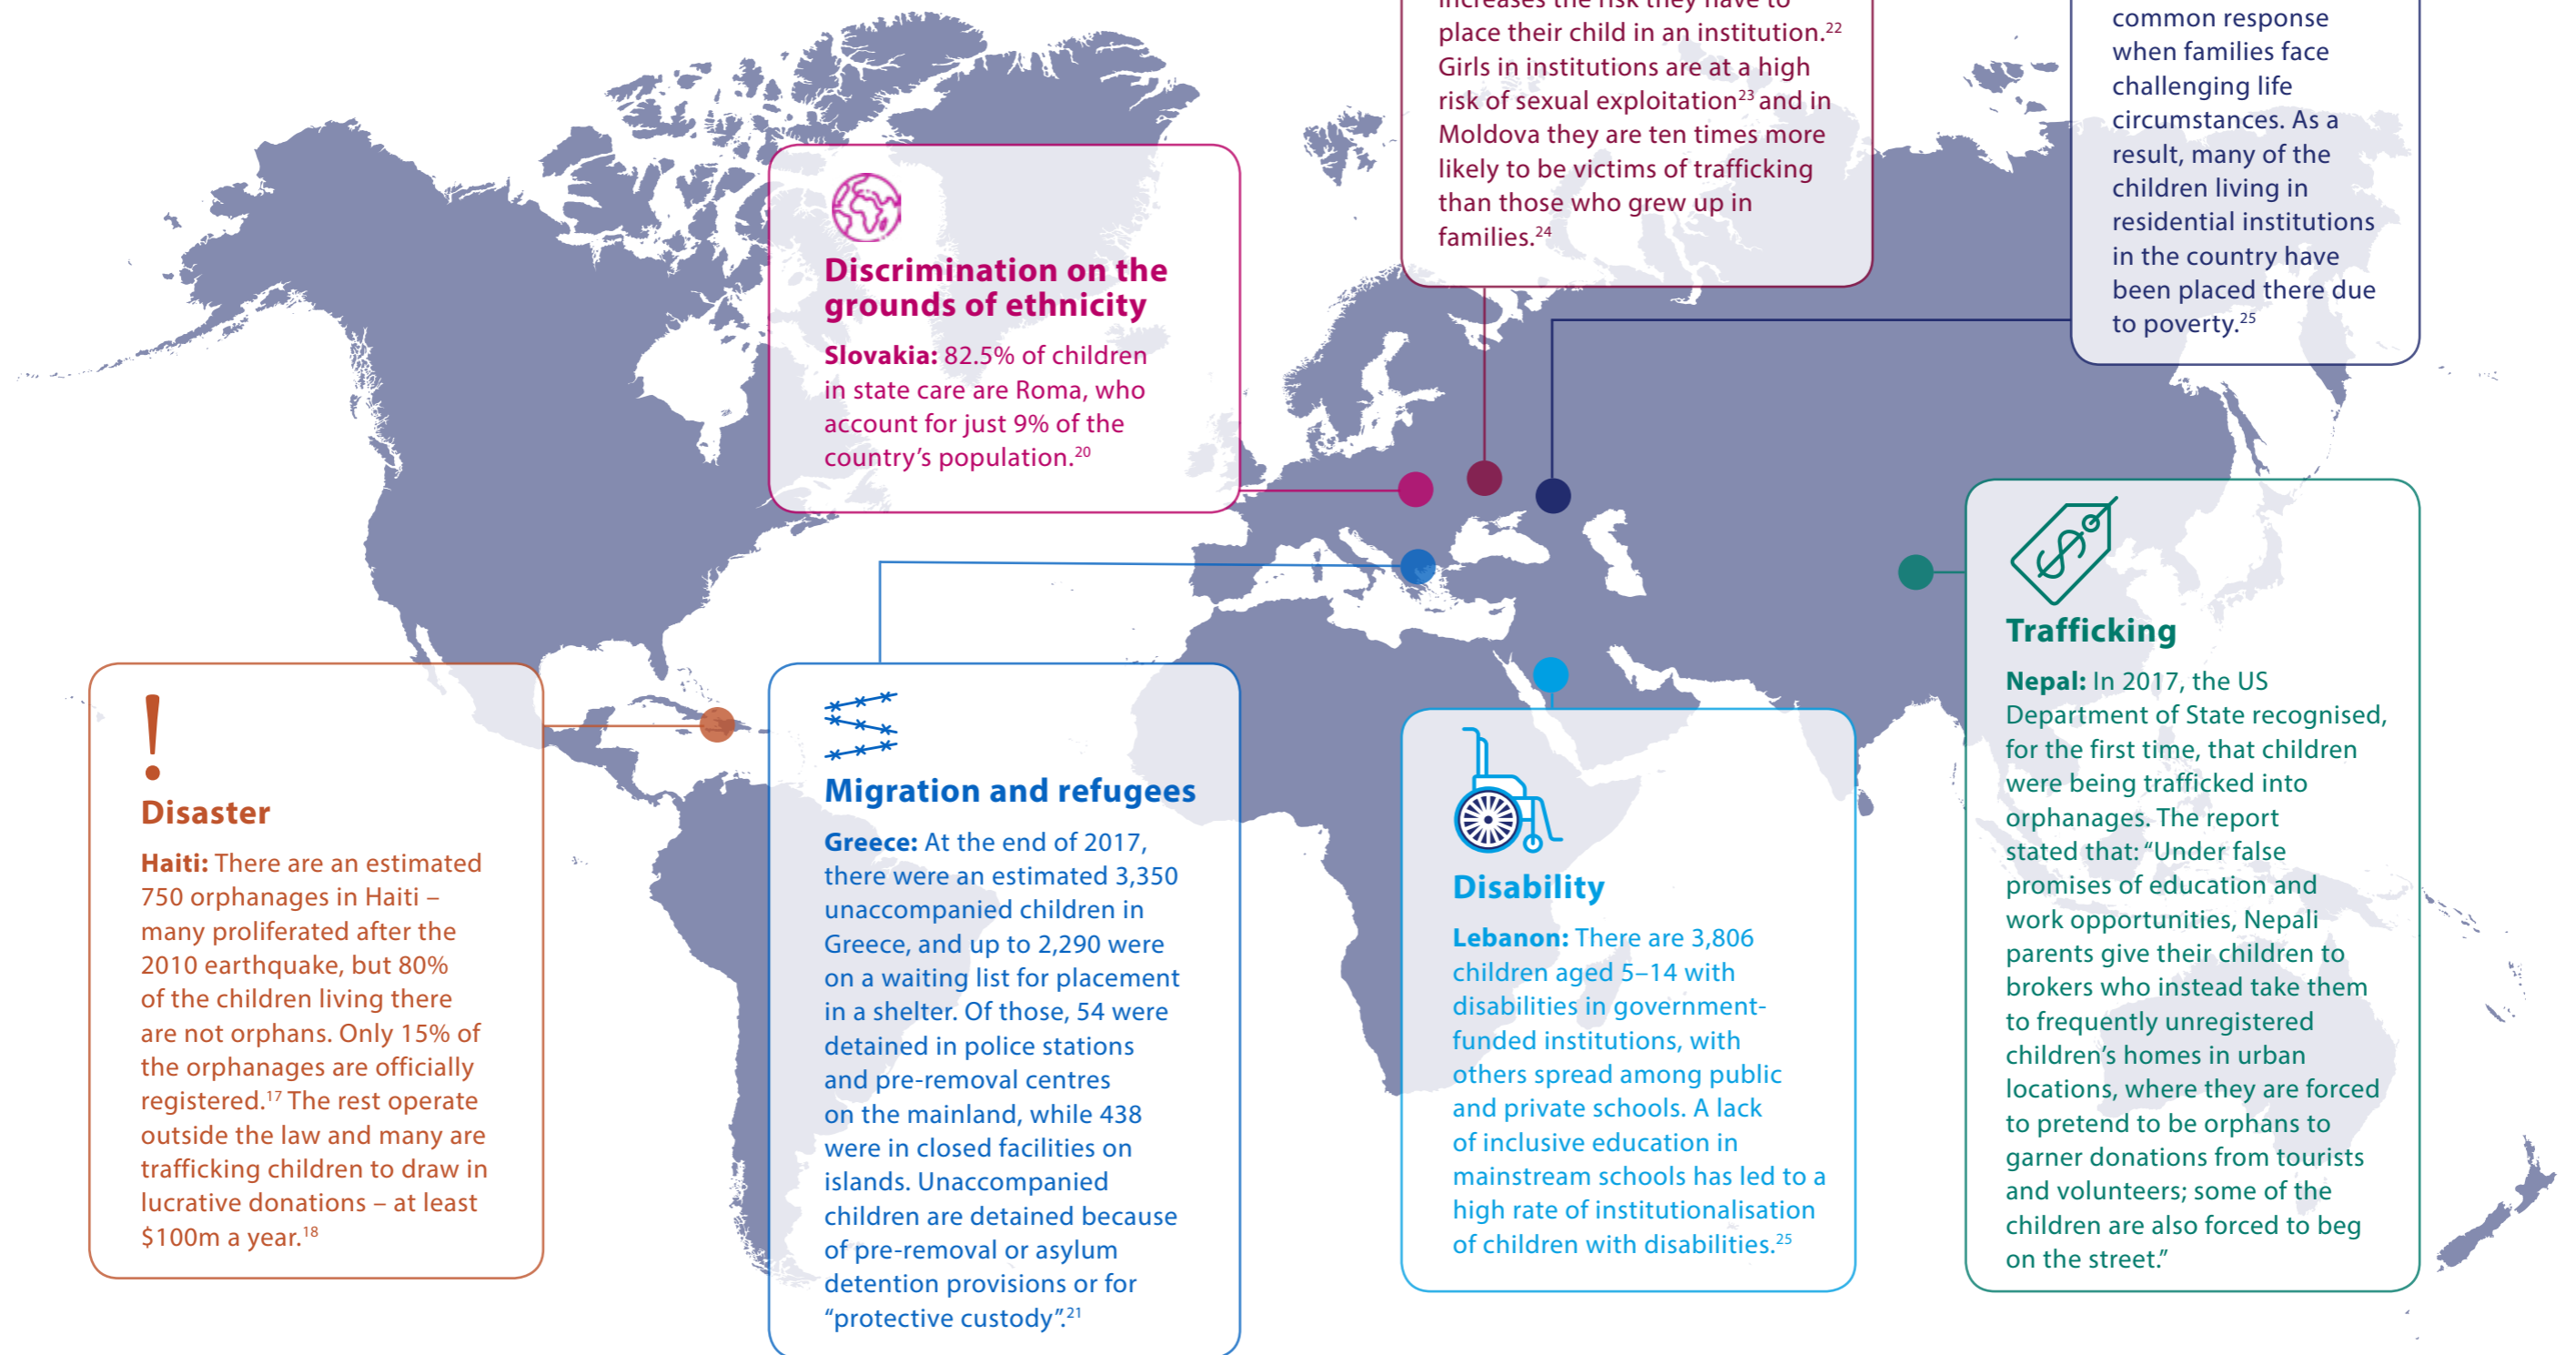 increases the risk they have to
place their child in an institution.22
Girls in institutions are at a high
risk of sexual exploitation23 and in
Moldova they are ten times more
likely to be victims of trafficking
than those who grew up in
families.24
common response
when families face
challenging life
circumstances. As a
result, many of the
children living in
residential institutions
in the country have
been placed there due
to poverty.25
Discrimination on the
grounds of ethnicity
Slovakia: 82.5% of children
in state care are Roma, who
account for just 9% of the
country’s population.20
!
Disaster
Haiti: There are an estimated
750 orphanages in Haiti –
many proliferated after the
2010 earthquake, but 80%
of the children living there
are not orphans. Only 15% of
the orphanages are officially
registered.17 The rest operate
outside the law and many are
trafficking children to draw in
lucrative donations – at least
$100m a year.18
Migration and refugees
Greece: At the end of 2017,
there were an estimated 3,350
unaccompanied children in
Greece, and up to 2,290 were
on a waiting list for placement
in a shelter. Of those, 54 were
detained in police stations
and pre-removal centres
on the mainland, while 438
were in closed facilities on
islands. Unaccompanied
children are detained because
of pre-removal or asylum
detention provisions or for
“protective custody”.21
Disability
Lebanon: There are 3,806
children aged 5–14 with
disabilities in government-
funded institutions, with
others spread among public
and private schools. A lack
of inclusive education in
mainstream schools has led to a
high rate of institutionalisation
of children with disabilities.25
$
Trafficking
Nepal: In 2017, the US
Department of State recognised,
for the first time, that children
were being trafficked into
orphanages. The report
stated that: “Under false
promises of education and
work opportunities, Nepali
parents give their children to
brokers who instead take them
to frequently unregistered
children’s homes in urban
locations, where they are forced
to pretend to be orphans to
garner donations from tourists
and volunteers; some of the
children are also forced to beg
on the street.”